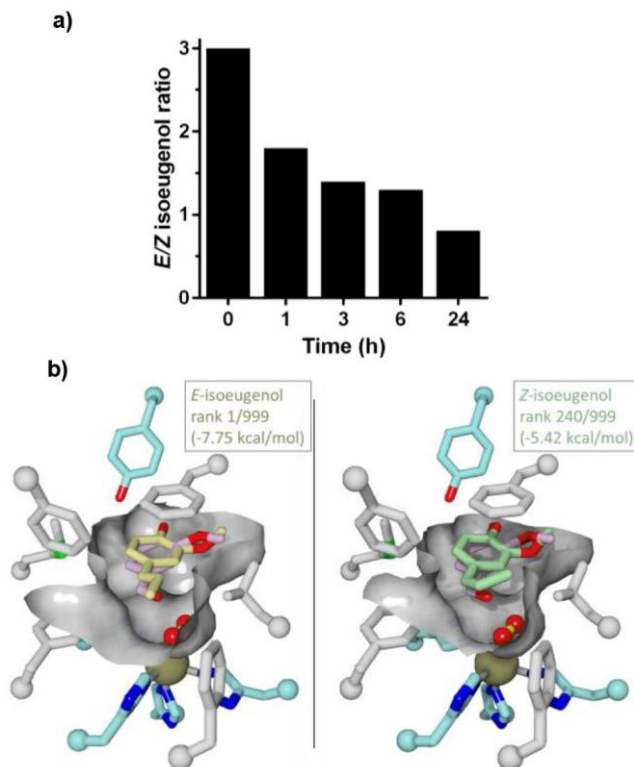 a)
E/Z isoeugenol ratio
3
2
1
0
0 1 3 6 24
Time (h)
b)
E-isoeugenol
rank 1/999
(-7.75 kcal/mol)
Z-isoeugenol
rank 240/999
(-5.42 kcal/mol)